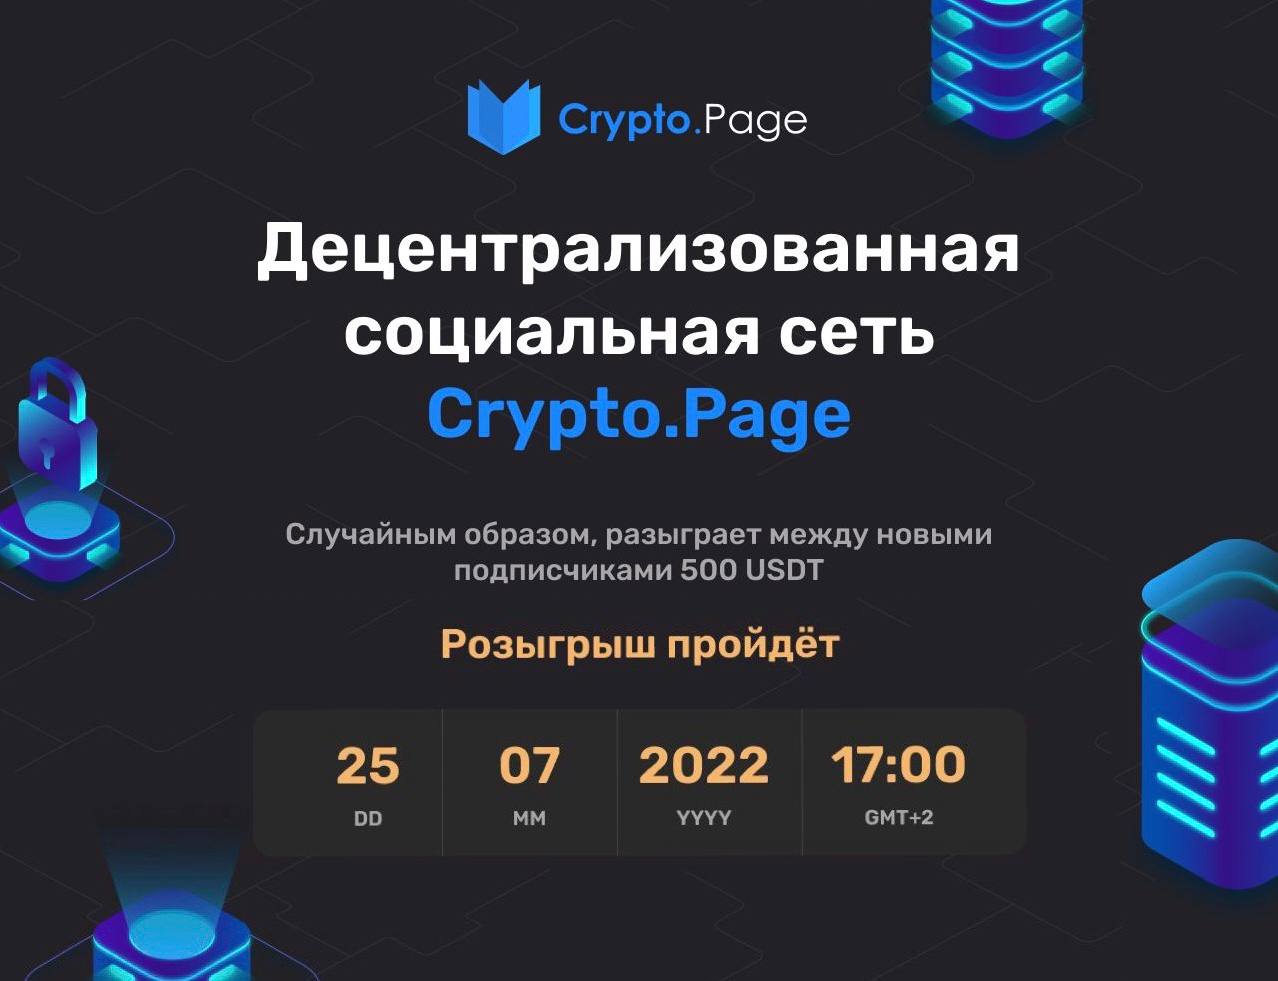 Crypto.Page
Децентрализованная
социальная сеть
Crypto.Page
Случайным образом, разыграет между новыми
подписчиками 500 USDT
Розыгрыш пройдёт
25 07 2022 17:00
DD MM YYYY GMT+2